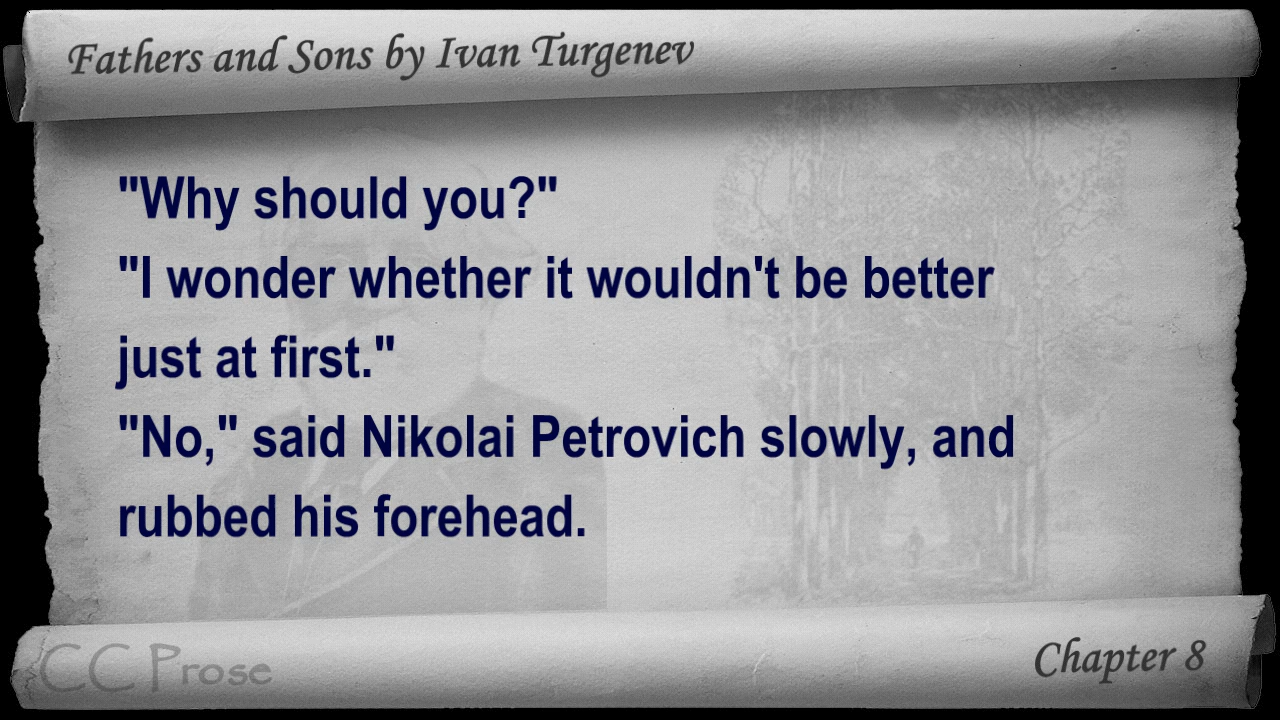 Fathers and Sons by Ivan Turgenev
"Why should you?"
"I wonder whether it wouldn't be better
just at first."
"No," said Nikolai Petrovich slowly, and
rubbed his forehead.
CC Prose
Chapter 8